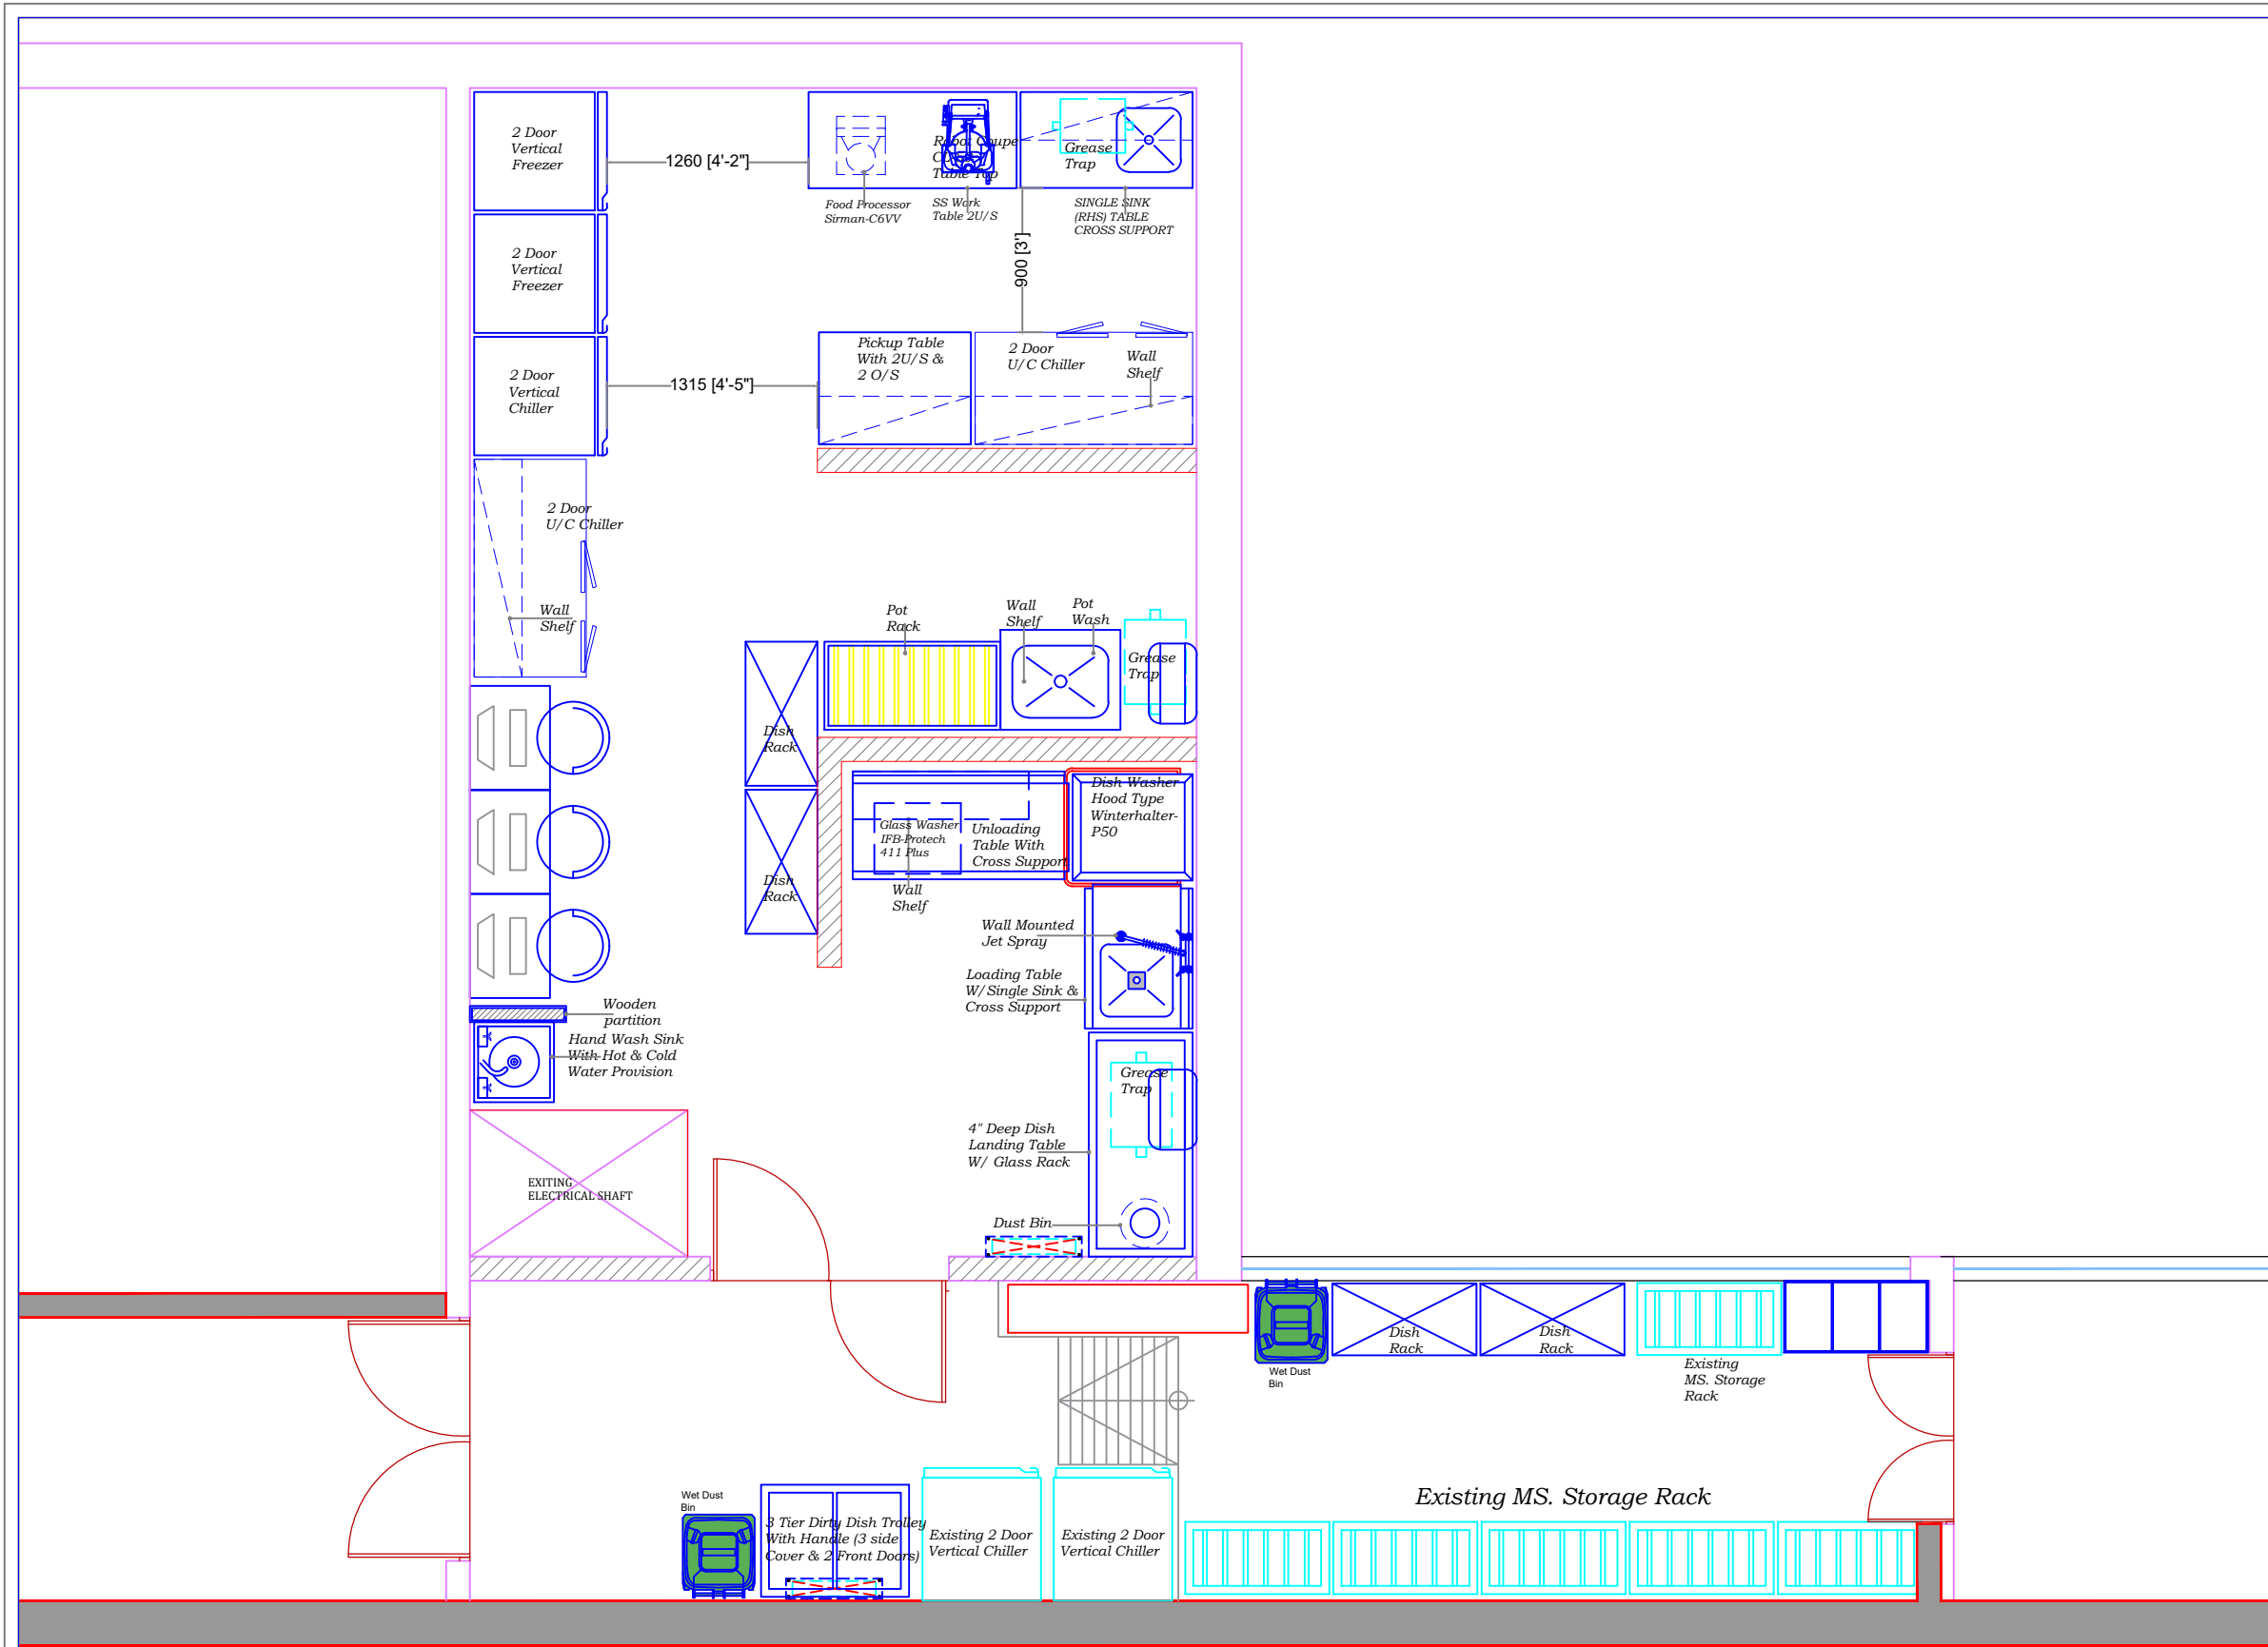 2 Door
Vertical
Freezer
1260 [4'-2"]
Robot Coupe
Table Top
Grease
Trap
Food Processor
Sirman-C6VV
SS Work
Table 2U/S
SINGLE SINK
(RHS) TABLE
CROSS SUPPORT
2 Door
Vertical
Freezer
900 [3']
2 Door
Vertical
Chiller
1315 [4'-5"]
Pickup Table
With 2U/S &
2 O/S
2 Door
U/C Chiller
Wall
Shelf
2 Door
U/C Chiller
Wall
Shelf
Pot
Rack
Wall
Shelf
Pot
Wash
Grease
Trap
Dish
Rack
Dish
Rack
Glass Washer
IFB-Protech
411 Plus
Unloading
Table With
Cross Support
Dish Washer
Hood Type
Winterhalter-
P50
Wall
Shelf
Wall Mounted
Jet Spray
Loading Table
W/Single Sink &
Cross Support
Wooden
partition
Hand Wash Sink
With Hot & Cold
Water Provision
Grease
Trap
4" Deep Dish
Landing Table
W/ Glass Rack
EXITING
ELECTRICAL SHAFT
Dust Bin
Wet Dust
Bin
Dish
Rack
Dish
Rack
Existing
MS. Storage
Rack
Existing MS. Storage Rack
Wet Dust
Bin
3 Tier Dirty Dish Trolley
With Handle (3 side
Cover & 2 Front Doors)
Existing 2 Door
Vertical Chiller
Existing 2 Door
Vertical Chiller